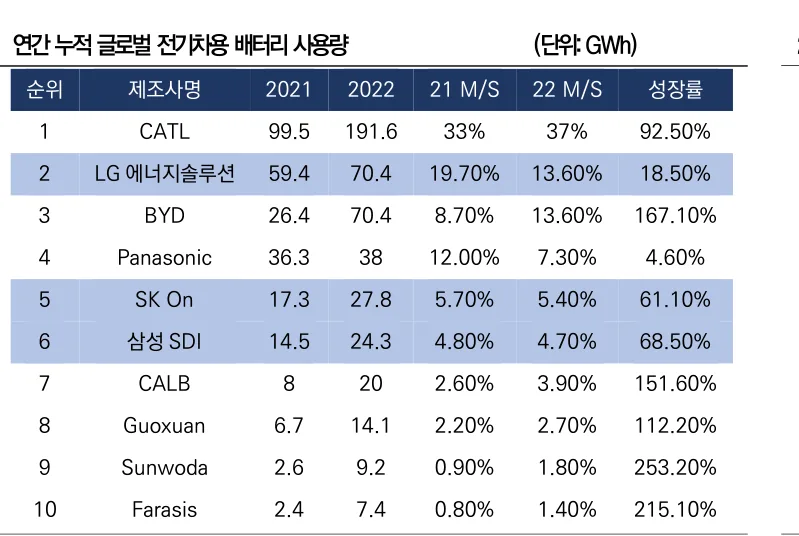 연간 누적 글로벌 전기차용 배터리 사용량 (단위: GWh)
순위 제조사명 2021 2022 21 M/S 22 M/S 성장률
1 CATL 99.5 191.6 33% 37% 92.50%
2 LG 에너지솔루션 59.4 70.4 19.70% 13.60% 18.50%
3 BYD 26.4 70.4 8.70% 13.60% 167.10%
4 Panasonic 36.3 38 12.00% 7.30% 4.60%
5 SK On 17.3 27.8 5.70% 5.40% 61.10%
6 삼성 SDI 14.5 24.3 4.80% 4.70% 68.50%
7 CALB 8 20 2.60% 3.90% 151.60%
8 Guoxuan 6.7 14.1 2.20% 2.70% 112.20%
9 Sunwoda 2.6 9.2 0.90% 1.80% 253.20%
10 Farasis 2.4 7.4 0.80% 1.40% 215.10%